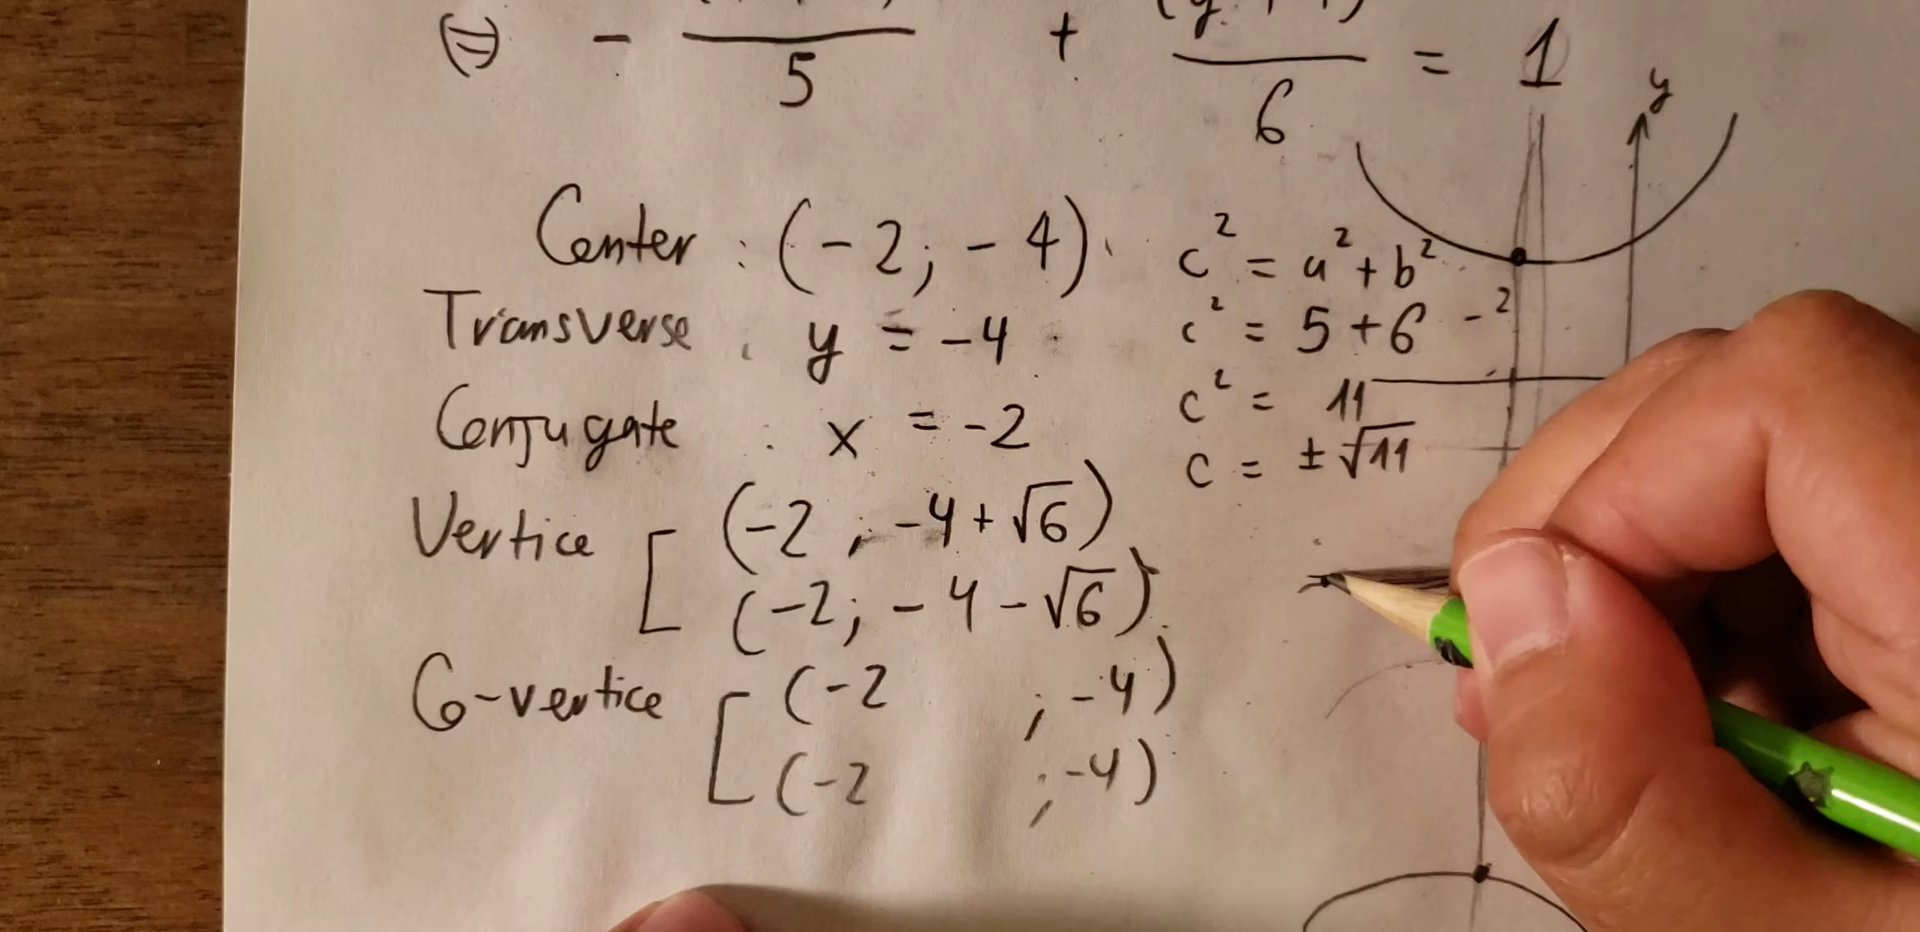 (=) - 5 + 6 = 1
y
Center : (-2; -4)
Transverse : y = -4
Conjugate : x = -2
Vertice [ (-2 ; -4 + √6)
(-2; -4 - √6)
Co-vertice [ (-2 ; -4)
(-2 ; -4)
c² = a² + b²
c² = 5 + 6
-2
c² = 11
c = ± √11